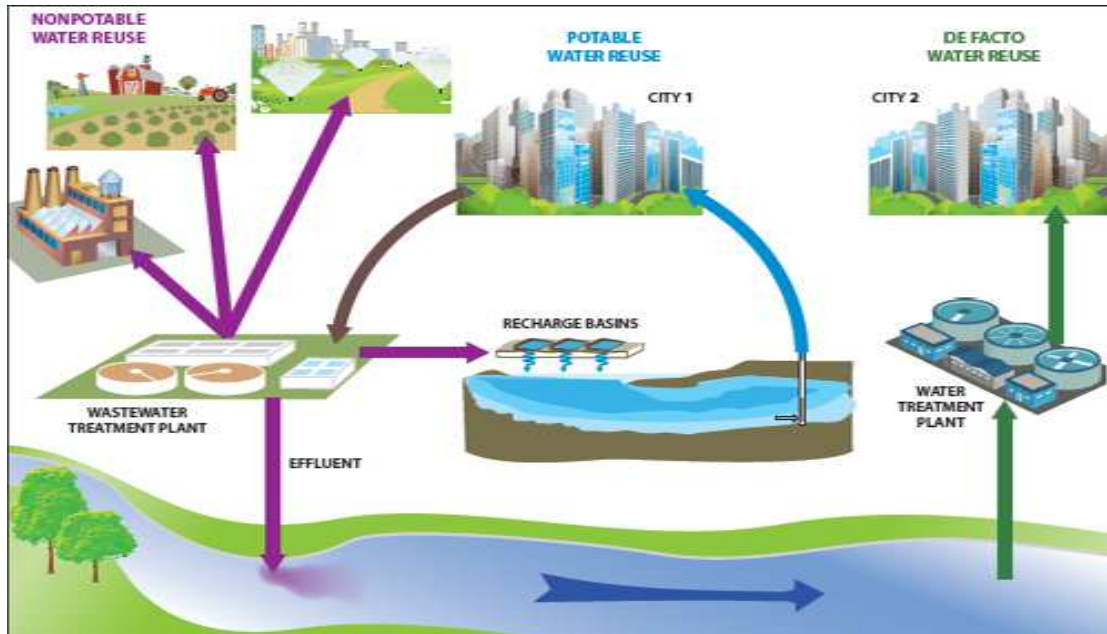 NONPOTABLE
WATER REUSE
POTABLE
WATER REUSE
DE FACTO
WATER REUSE
CITY 1
CITY 2
RECHARGE BASINS
WASTEWATER
TREATMENT PLANT
WATER
TREATMENT
PLANT
EFFLUENT